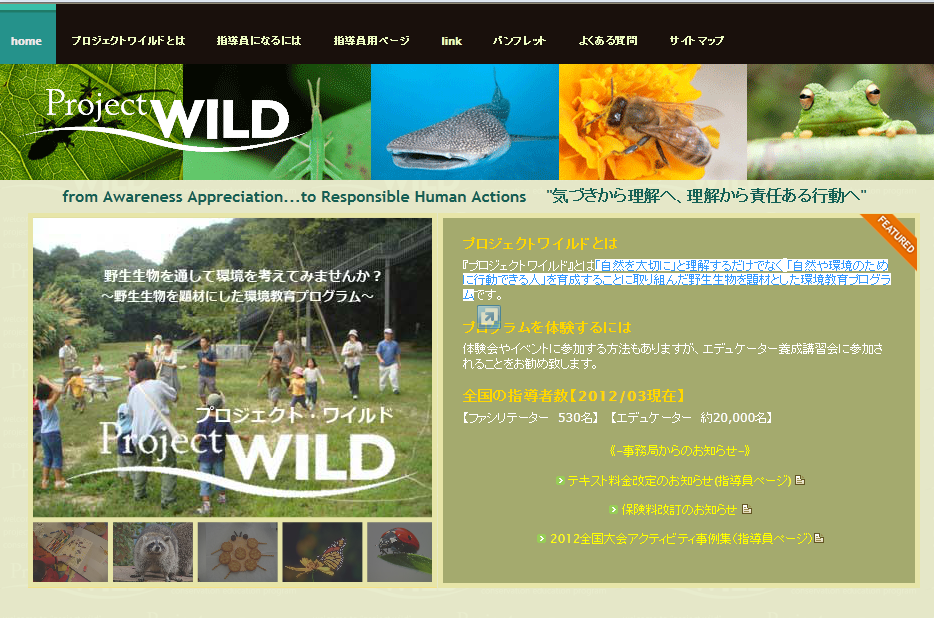 home プロジェクトワイルドとは 指導員になるには 指導員用ページ link パンフレット よくある質問 サイトマップ
Project WILD
from Awareness Appreciation...to Responsible Human Actions "気づきから理解へ、理解から責任ある行動へ"
野生生物を通して環境を考えてみませんか？
～野生生物を題材にした環境教育プログラム～
プロジェクト・ワイルド
Project WILD
FEATURED
プロジェクトワイルドとは
『プロジェクトワイルド』とは「自然を大切に」と理解するだけでなく「自然や環境のため
に行動できる人」を育成することに取り組んだ野生生物を題材とした環境教育プログラ
ムです。
プログラムを体験するには
体験会やイベントに参加する方法もありますが、エデュケーター養成講習会に参加さ
れることをお勧め致します。
全国の指導者数【2012/03現在】
【ファシリテーター 530名】 【エデュケーター 約20,000名】
《-事務局からのお知らせ-》
テキスト料金改定のお知らせ(指導員ページ)
保険料改訂のお知らせ
2012全国大会アクティビティ事例集(指導員ページ)